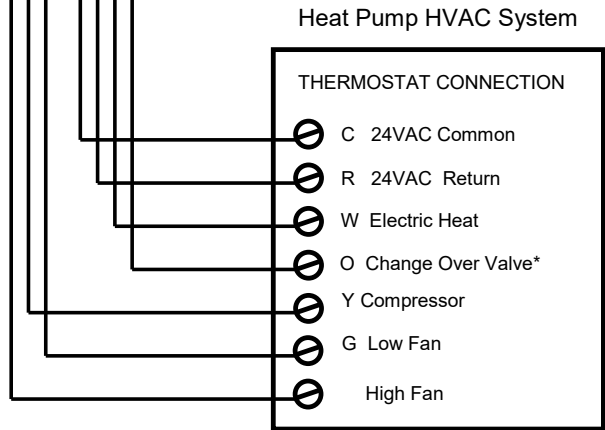 Heat Pump HVAC System
THERMOSTAT CONNECTION
C 24VAC Common
R 24VAC Return
W Electric Heat
O Change Over Valve*
Y Compressor
G Low Fan
High Fan